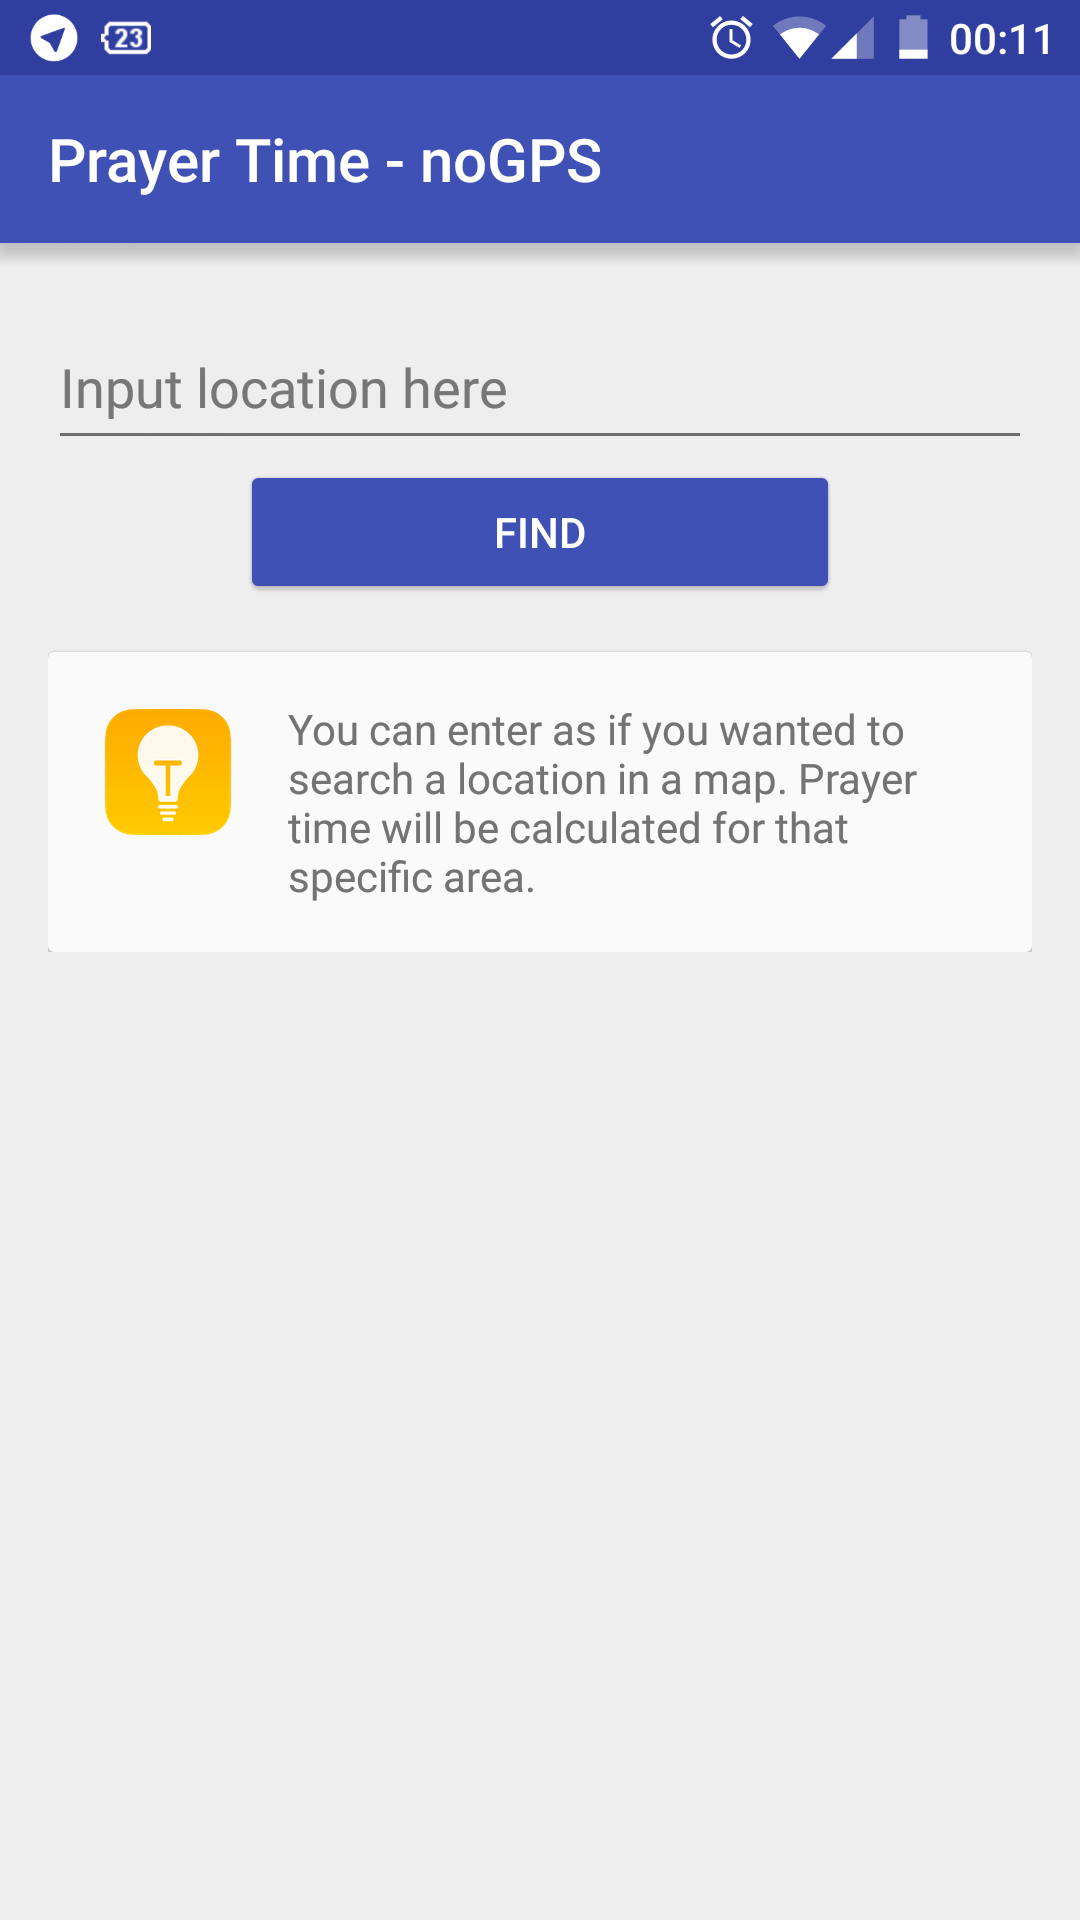 23 00:11
Prayer Time - noGPS
Input location here
FIND
You can enter as if you wanted to
search a location in a map. Prayer
time will be calculated for that
specific area.